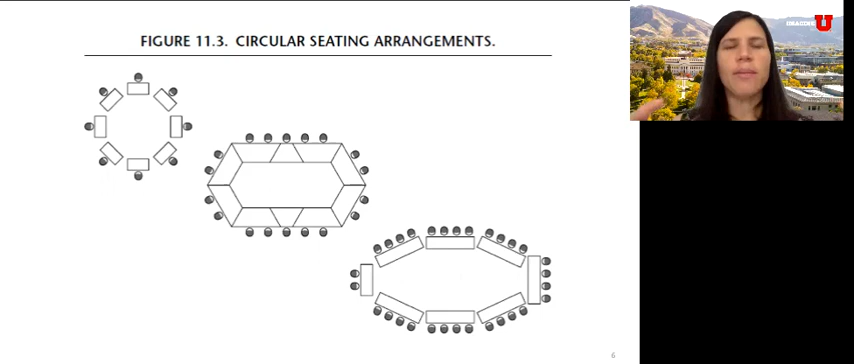 FIGURE 11.3. CIRCULAR SEATING ARRANGEMENTS.
U
6